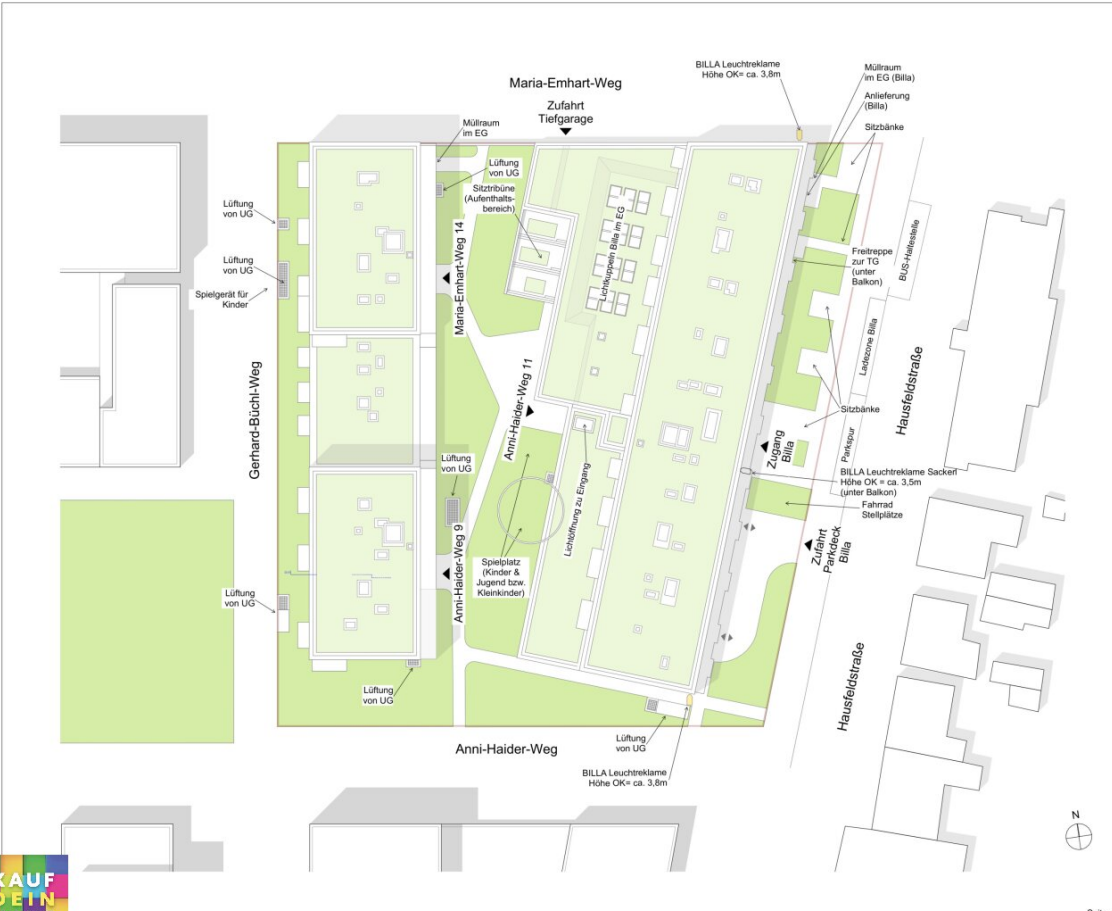 Maria-Emhart-Weg
Zufahrt
Tiefgarage
BILLA Leuchtreklame
Höhe OK= ca. 3,8m
Müllraum
im EG (Billa)
Anlieferung
(Billa)
Sitzbänke
Müllraum
im EG
Lüftung
von UG
Sitztribüne
(Aufenthalts-
bereich)
Lüftung
von UG
Lüftung
von UG
Spielgerät für
Kinder
Maria-Emhart-Weg 14
Lichtkuppeln Billa im EG
Freitreppe
zur TG
(unter
Balkon)
BUS-Haltestelle
Ladezone Billa
Hausfeldstraße
Gerhard-Büchl-Weg
Anni-Haider-Weg 11
Sitzbänke
Parkspur
Zugang
Billa
Lüftung
von UG
Lichtöffnung zu Eingang
BILLA Leuchtreklame Sackerl
Höhe OK = ca. 3,5m
(unter Balkon)
Fahrrad
Stellplätze
Zufahrt
Parkdeck
Billa
Anni-Haider-Weg 9
Spielplatz
(Kinder &
Jugend bzw.
Kleinkinder)
Lüftung
von UG
Lüftung
von UG
Hausfeldstraße
Anni-Haider-Weg
Lüftung
von UG
BILLA Leuchtreklame
Höhe OK= ca. 3,8m
N
KAUF
DEIN